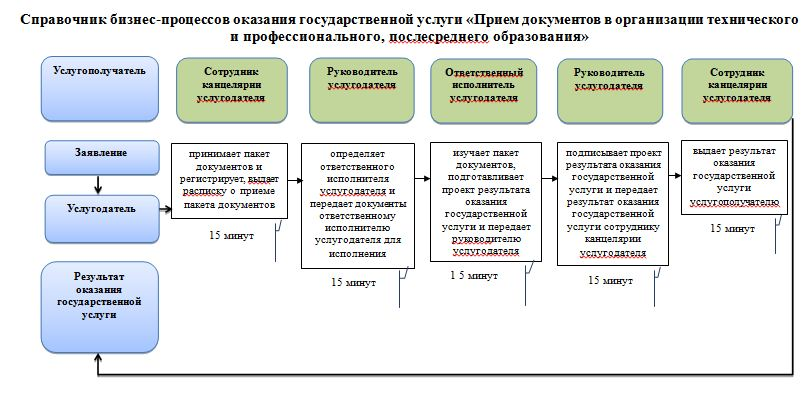 Справочник бизнес-процессов оказания государственной услуги «Прием документов в организации технического
и профессионального, послесреднего образования»
Услугополучатель
Сотрудник
канцелярии
услугодателя
Руководитель
услугодателя
Ответственный
исполнитель
услугодателя
Руководитель
услугодателя
Сотрудник
канцелярии
услугодателя
Заявление
Услугодатель
Результат
оказания
государственной
услуги
принимает пакет
документов и
регистрирует, выдает
расписку о приеме
пакета документов
15 минут
определяет
ответственного
исполнителя
услугодателя и
передает документы
ответственному
исполнителю
услугодателя для
исполнения
15 минут
изучает пакет
документов,
подготавливает
проект результата
оказания
государственной
услуги и передает
руководителю
услугодателя
1 5 минут
подписывает проект
результата оказания
государственной
услуги и передает
результат оказания
государственной
услуги сотруднику
канцелярии
услугодателя
15 минут
выдает результат
оказания
государственной
услуги
услугополучателю
15 минут